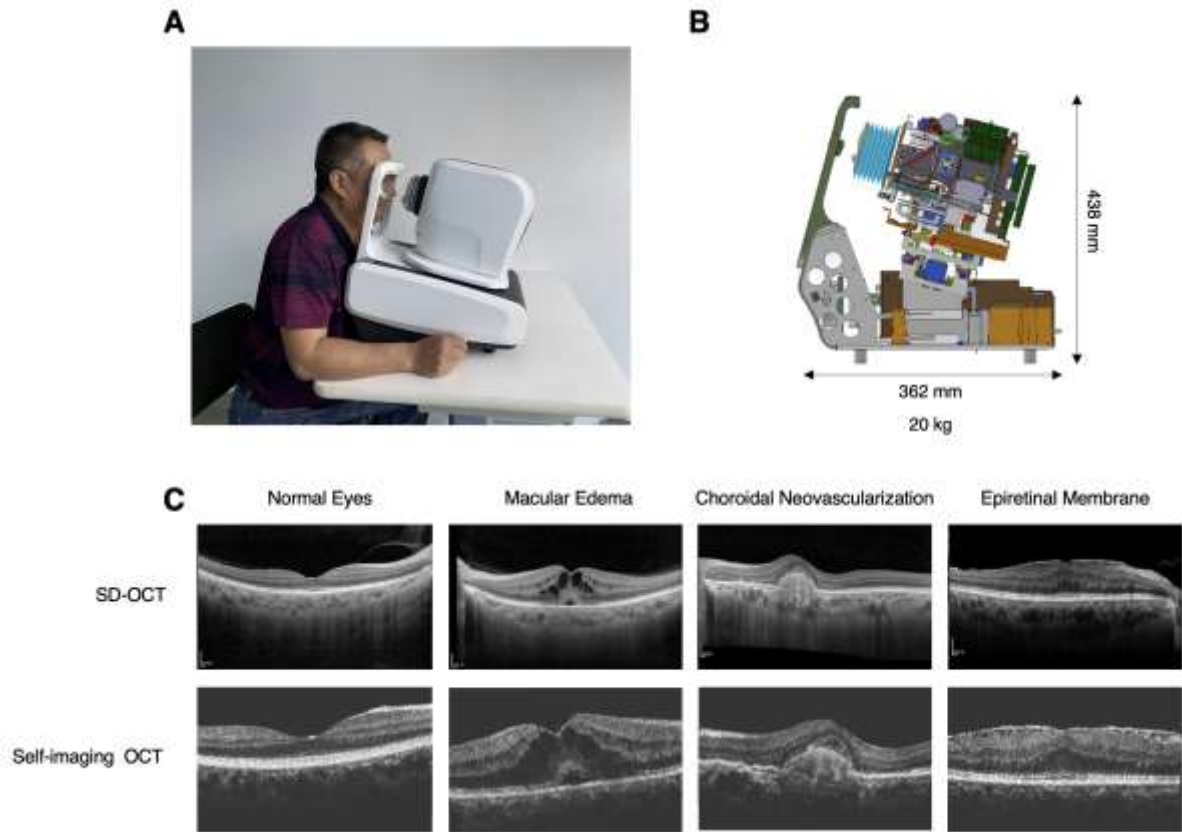 A
B
438 mm
362 mm
20 kg
C
Normal Eyes
Macular Edema
Choroidal Neovascularization
Epiretinal Membrane
SD-OCT
Self-imaging OCT